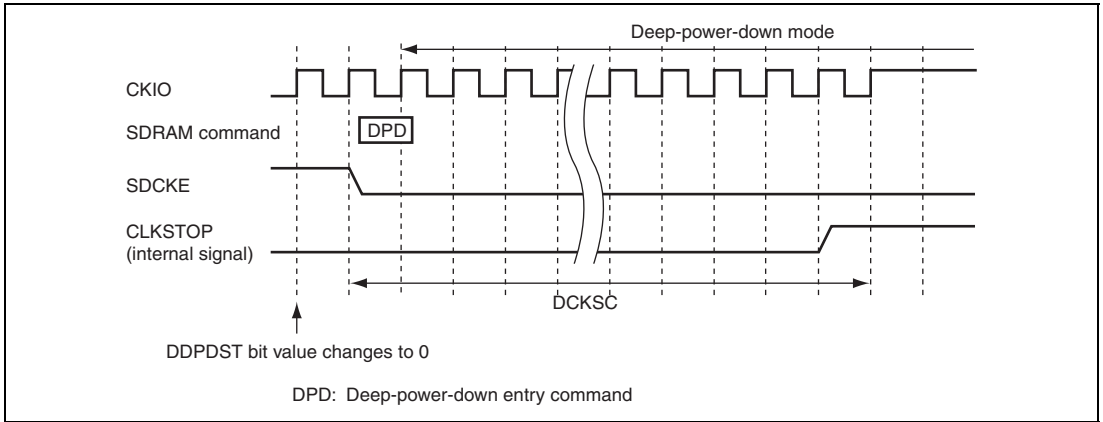 Deep-power-down mode
CKIO
SDRAM command
DPD
SDCKE
CLKSTOP
(internal signal)
DCKSC
DDPDST bit value changes to 0
DPD: Deep-power-down entry command